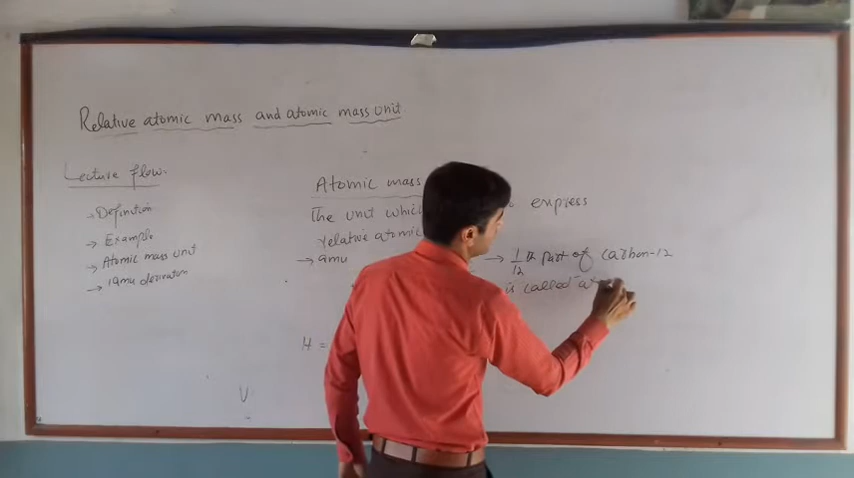 Relative atomic mass and atomic mass unit
Lecture flow.
→ Definition
→ Example
→ Atomic mass unit
→ 1amu derivation
Atomic mass
The unit which express
relative atomic
→ amu
→ 1/12 th part of Carbon-12
is called
H =
V